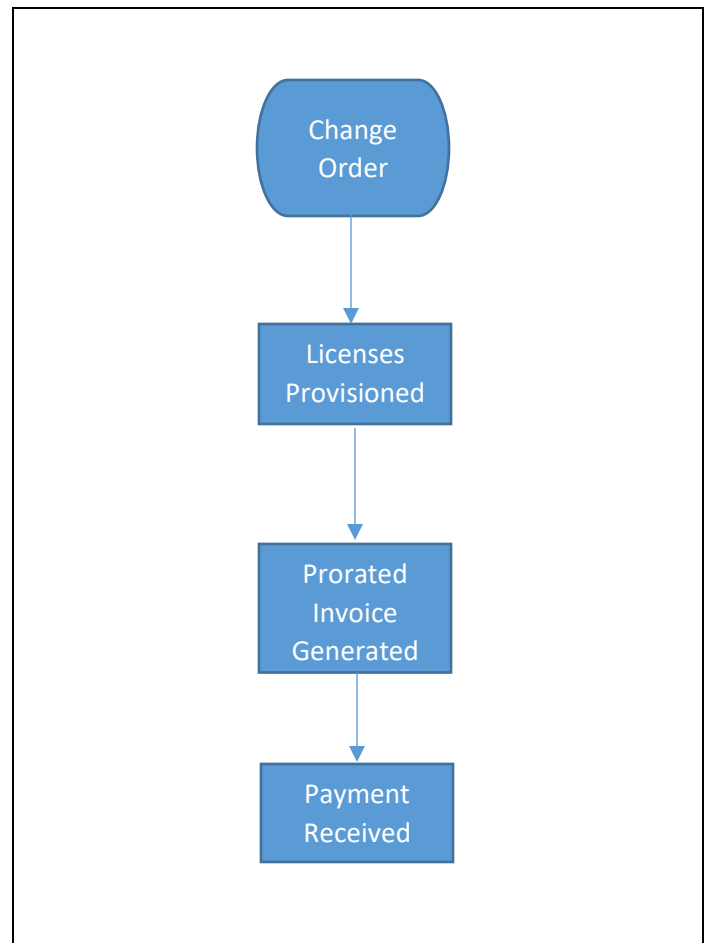 Change
Order
Licenses
Provisioned
Prorated
Invoice
Generated
Payment
Received